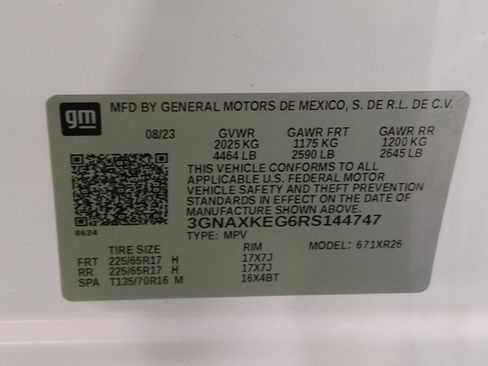 gm
MFD BY GENERAL MOTORS DE MEXICO, S. DE R.L. DE C.V.
08/23 GVWR GAWR FRT GAWR RR
2025 KG 1175 KG 1200 KG
4464 LB 2590 LB 2645 LB
THIS VEHICLE CONFORMS TO ALL
APPLICABLE U.S. FEDERAL MOTOR
VEHICLE SAFETY AND THEFT PREVENTION
STANDARDS IN EFFECT ON THE DATE OF
MANUFACTURE SHOWN ABOVE.
8624 3GNAXKEG6RS144747
TYPE: MPV MODEL: 671XR26
TIRE SIZE RIM
FRT 225/65R17 H 17X7J
RR 225/65R17 H 17X7J
SPA T135/70R16 M 16X4BT